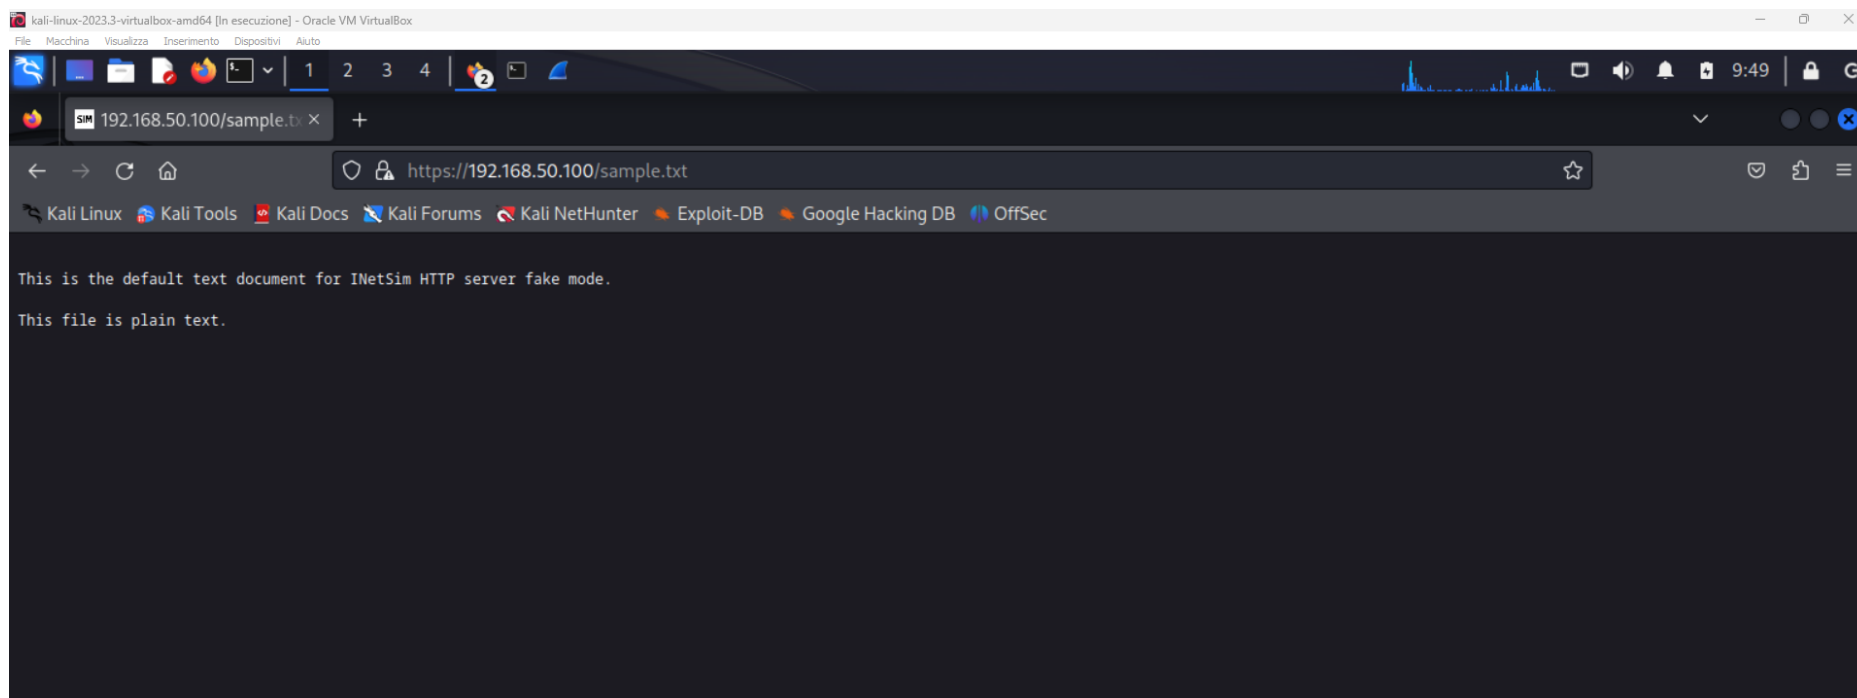 kali-linux-2023.3-virtualbox-amd64 [In esecuzione] - Oracle VM VirtualBox
File Macchina Visualizza Inserimento Dispositivi Aiuto
1 2 3 4 2 9:49
SIM 192.168.50.100/sample.tx
https://192.168.50.100/sample.txt
Kali Linux Kali Tools Kali Docs Kali Forums Kali NetHunter Exploit-DB Google Hacking DB OffSec
This is the default text document for INetSim HTTP server fake mode.
This file is plain text.